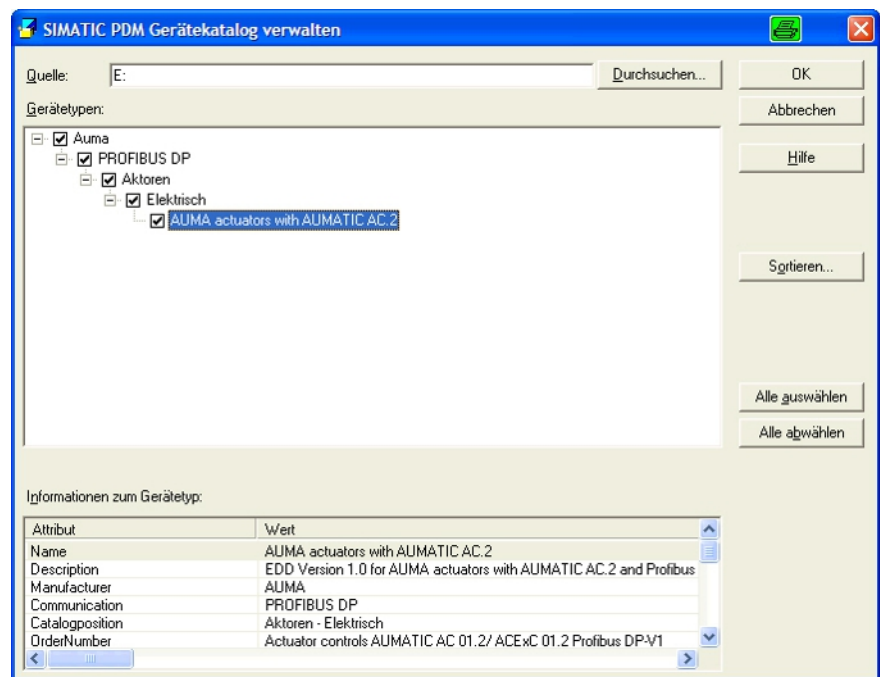 SIMATIC PDM Gerätekatalog verwalten
Quelle: E: Durchsuchen... OK
Gerätetypen: Abbrechen
Auma
PROFIBUS DP Hilfe
Aktoren
Elektrisch
AUMA actuators with AUMATIC AC.2
Sortieren...
Alle auswählen
Alle abwählen
Informationen zum Gerätetyp:
Attribut Wert
Name AUMA actuators with AUMATIC AC.2
Description EDD Version 1.0 for AUMA actuators with AUMATIC AC.2 and Profibus
Manufacturer AUMA
Communication PROFIBUS DP
Catalogposition Aktoren - Elektrisch
OrderNumber Actuator controls AUMATIC AC 01.2/ ACExC 01.2 Profibus DP-V1